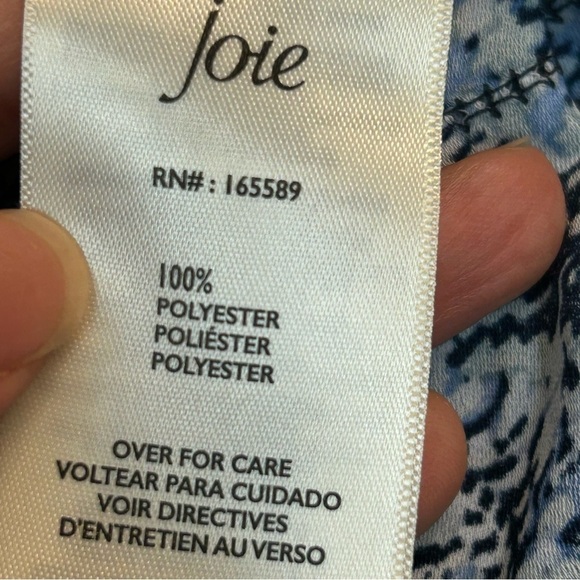 joie
RN# : 165589
100%
POLYESTER
POLIÉSTER
POLYESTER
OVER FOR CARE
VOLTEAR PARA CUIDADO
VOIR DIRECTIVES
D'ENTRETIEN AU VERSO